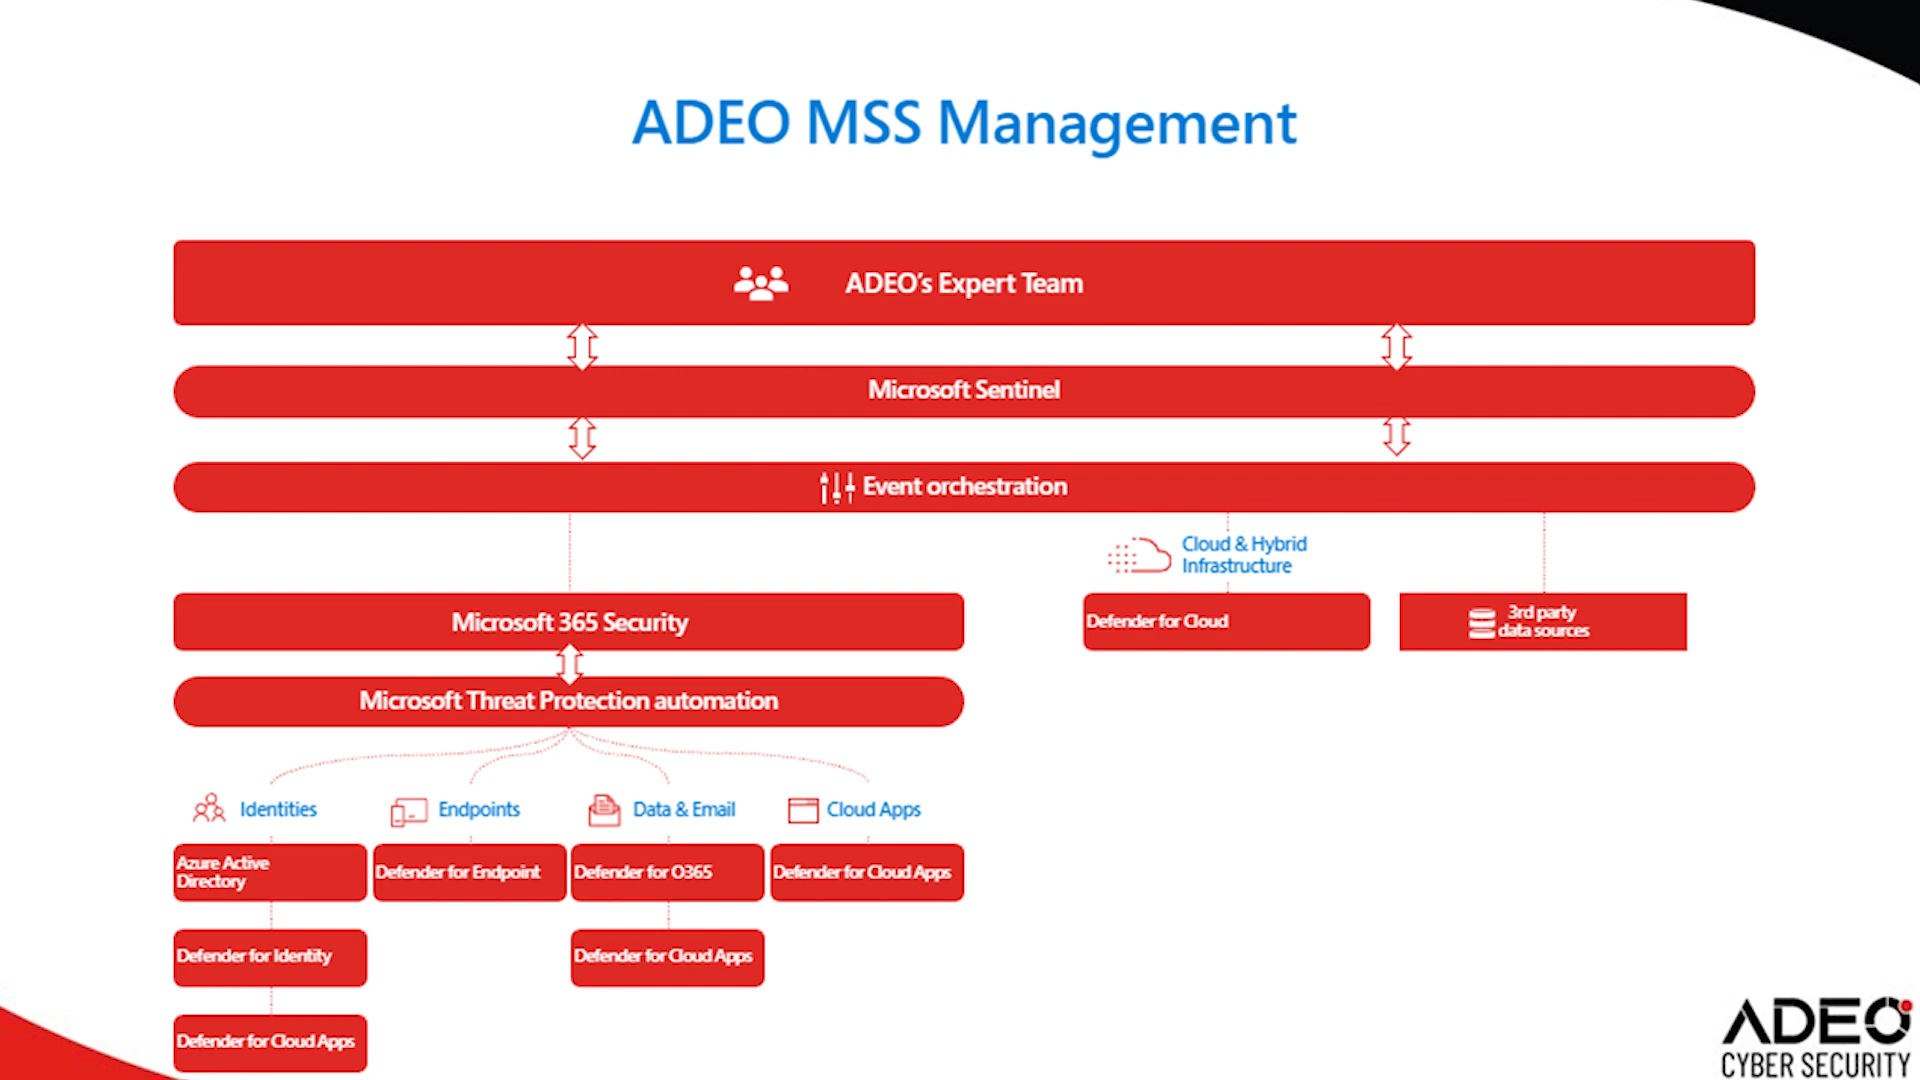 ADEO MSS Management
ADEO's Expert Team
Microsoft Sentinel
Event orchestration
Cloud & Hybrid
Infrastructure
Microsoft 365 Security
Defender for Cloud
3rd party
data sources
Microsoft Threat Protection automation
Identities
Endpoints
Data & Email
Cloud Apps
Azure Active
Directory
Defender for Endpoint
Defender for O365
Defender for Cloud Apps
Defender for Identity
Defender for Cloud Apps
Defender for Cloud Apps
ADEO
CYBER SECURITY